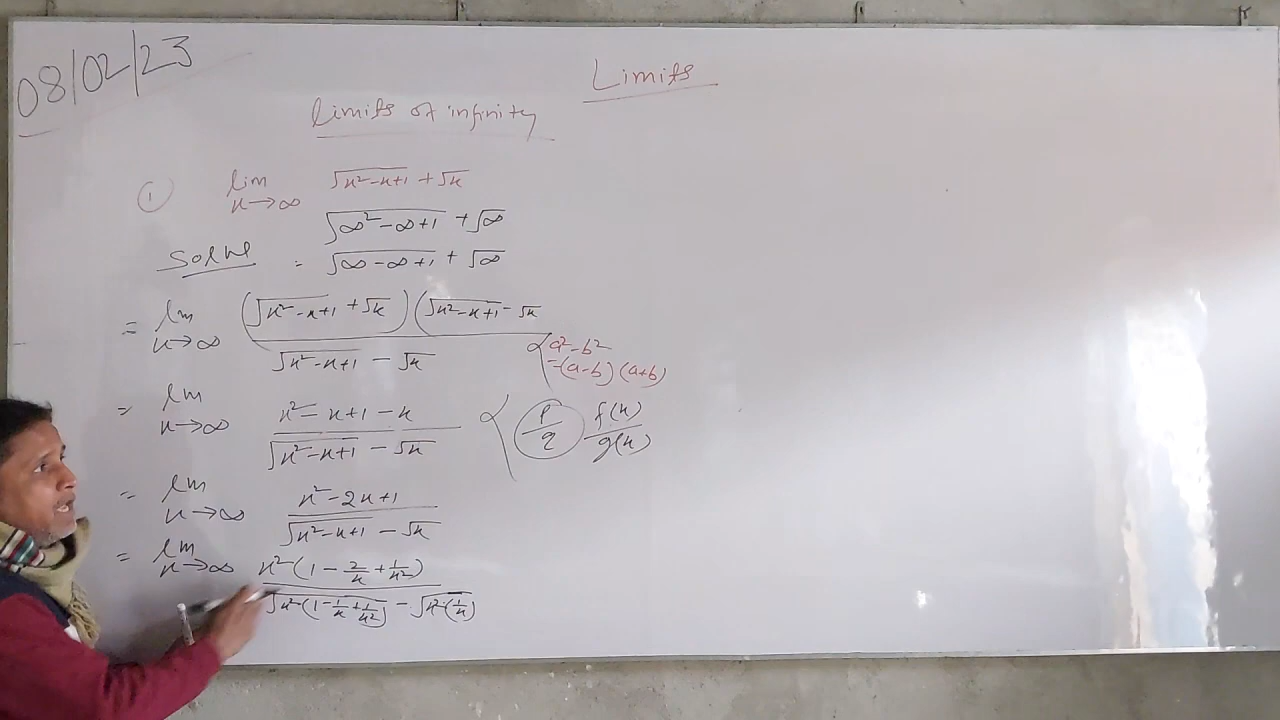 08/02/23
Limits
limits of infinity
① lim x→∞ √(x²-x+1) + √x
√(∞²-∞+1) + √∞
Solve = √(∞-∞+1) + √∞
= lim x→∞ (√(x²-x+1) + √x)(√(x²-x+1) - √x / √(x²-x+1) - √x
a²-b²
=(a-b)(a+b)
= lim x→∞ x²-x+1-x / √(x²-x+1) - √x
p/q f(x)/g(x)
= lim x→∞ x²-2x+1 / √(x²-x+1) - √x
= lim x→∞ x²(1 - 2/x + 1/x²) / √(x²(1 - 1/x + 1/x²)) - √(x²(1/x))